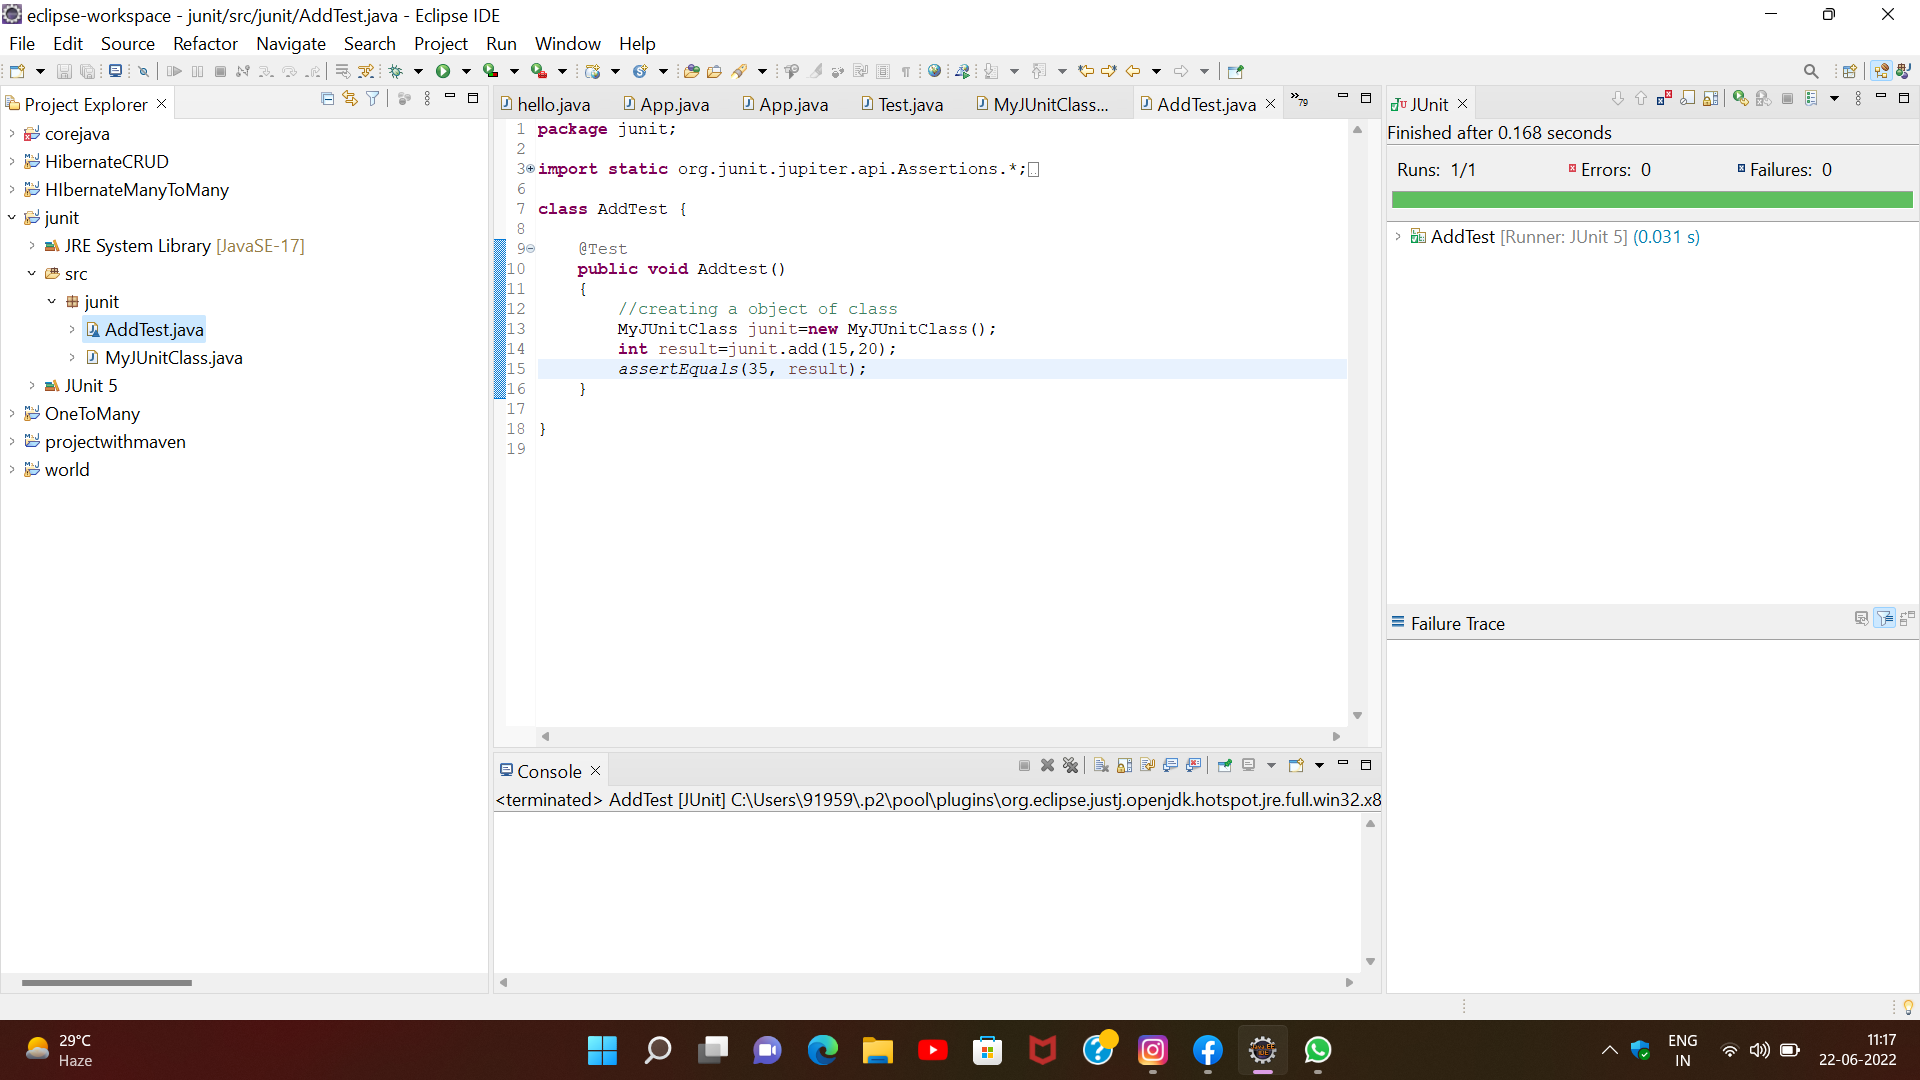 eclipse-workspace - junit/src/junit/AddTest.java - Eclipse IDE
File Edit Source Refactor Navigate Search Project Run Window Help
Project Explorer
corejava
HibernateCRUD
HIbernateManyToMany
junit
JRE System Library [JavaSE-17]
src
junit
AddTest.java
MyJUnitClass.java
JUnit 5
OneToMany
projectwithmaven
world
hello.java App.java App.java Test.java MyJUnitClass... AddTest.java »79
1 package junit;
2
3 import static org.junit.jupiter.api.Assertions.*;
6
7 class AddTest {
8
9 @Test
10 public void Addtest()
11 {
12 //creating a object of class
13 MyJUnitClass junit=new MyJUnitClass();
14 int result=junit.add(15,20);
15 assertEquals(35, result);
16 }
17
18 }
19
Console
<terminated> AddTest [JUnit] C:\Users\91959\.p2\pool\plugins\org.eclipse.justj.openjdk.hotspot.jre.full.win32.x8
JUnit
Finished after 0.168 seconds
Runs: 1/1 Errors: 0 Failures: 0
AddTest [Runner: JUnit 5] (0.031 s)
Failure Trace
29°C
Haze
ENG
IN
11:17
22-06-2022